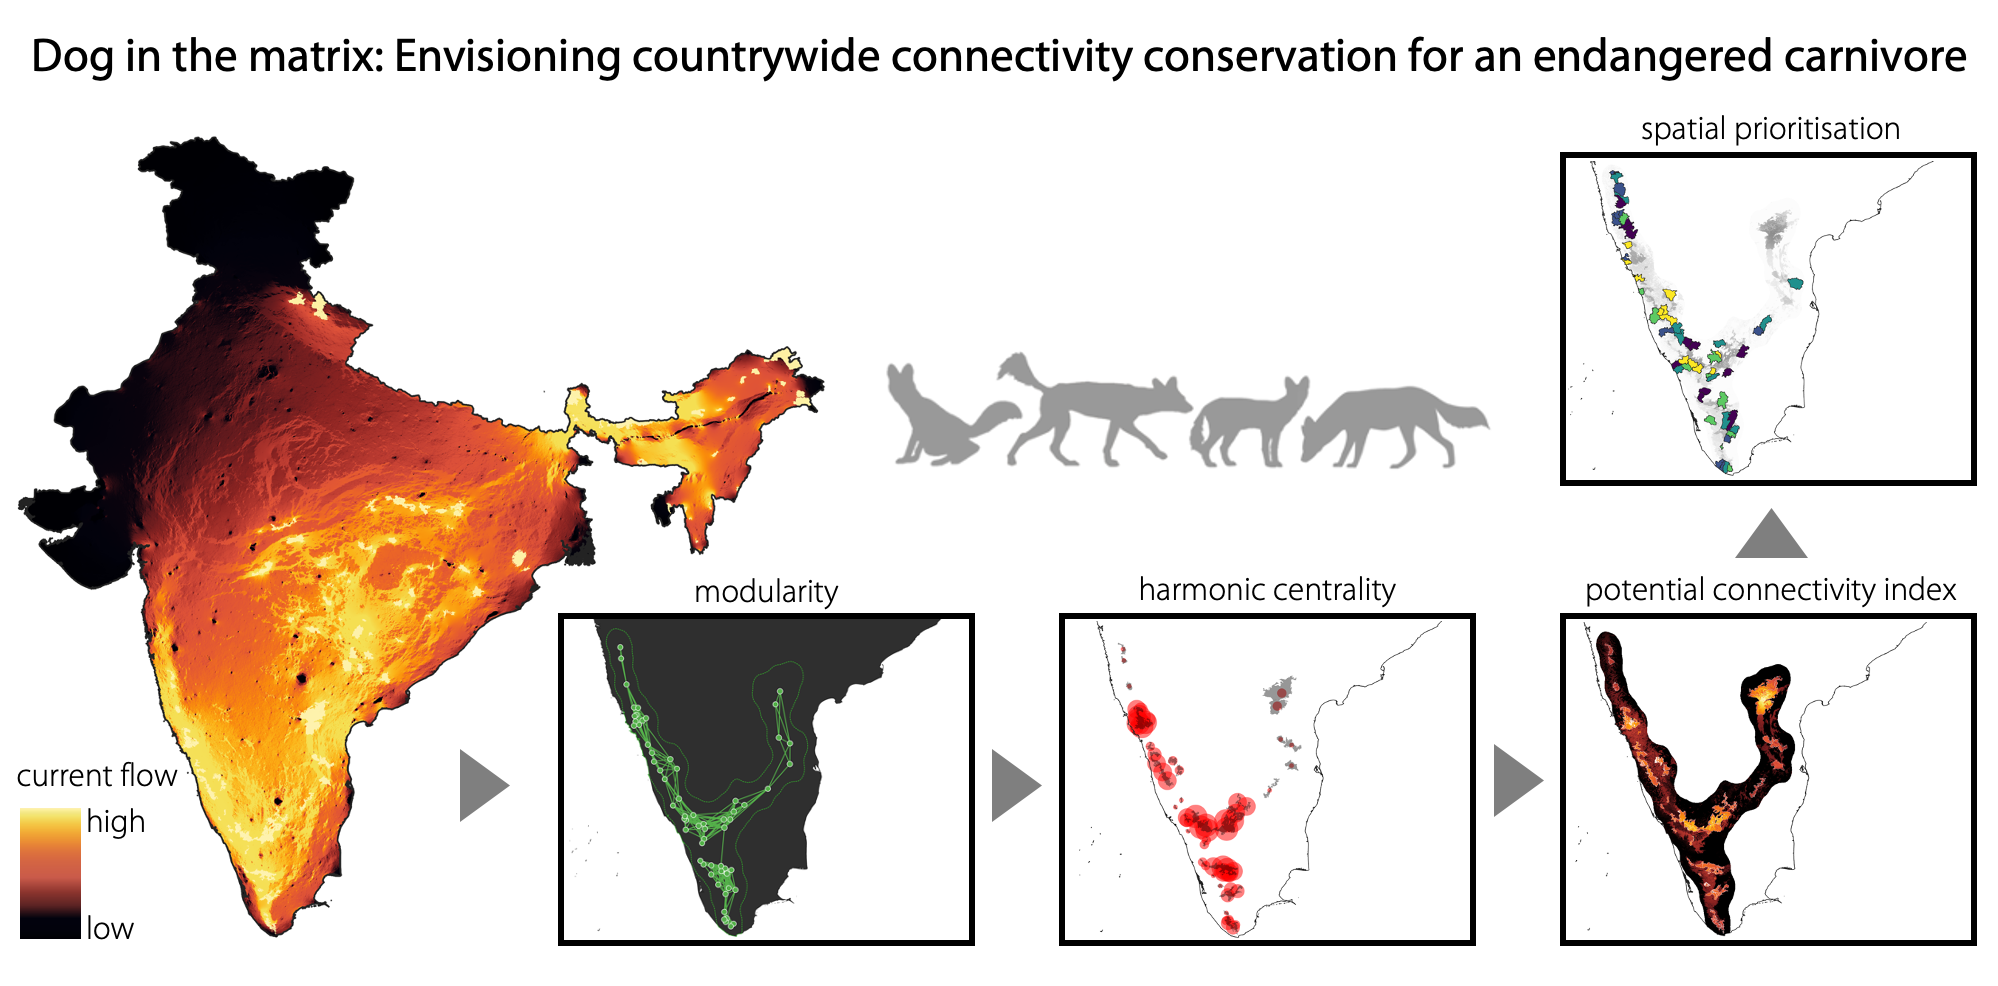 Dog in the matrix: Envisioning countrywide connectivity conservation for an endangered carnivore
spatial prioritisation
modularity
harmonic centrality
potential connectivity index
current flow
high
low